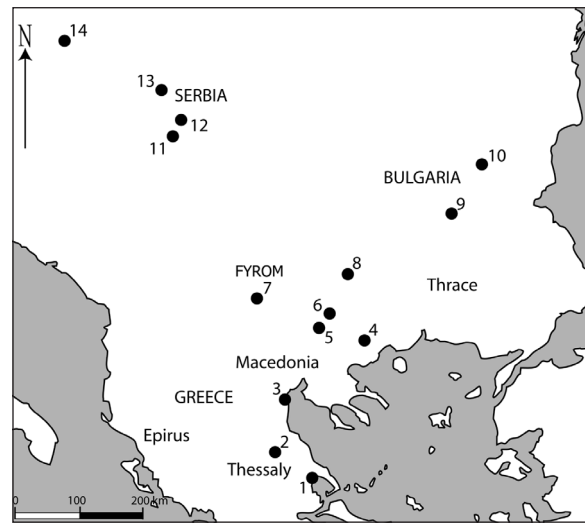 14
N
13
SERBIA
12
11
10
BULGARIA
9
8
FYROM
7
Thrace
6
5
4
Macedonia
3
GREECE
Epirus
2
Thessaly
1
0 100 200 km